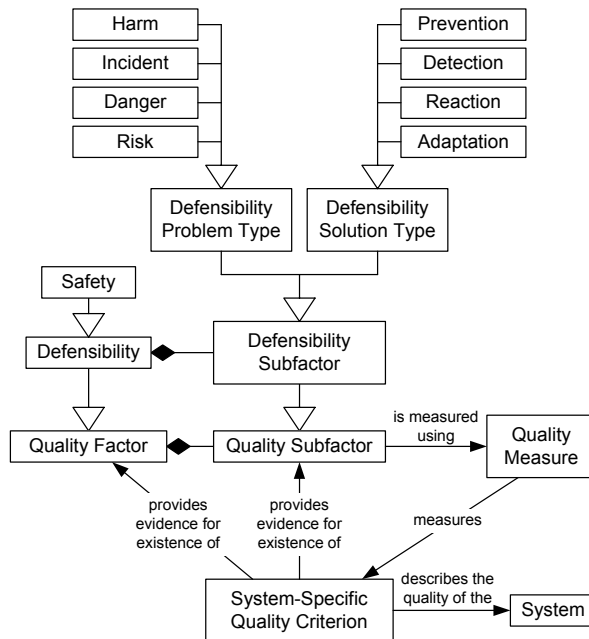 Harm
Incident
Danger
Risk
Prevention
Detection
Reaction
Adaptation
Defensibility
Problem Type
Defensibility
Solution Type
Safety
Defensibility
Defensibility
Subfactor
Quality Factor
Quality Subfactor
is measured
using
Quality
Measure
provides
evidence for
existence of
provides
evidence for
existence of
measures
System-Specific
Quality Criterion
describes the
quality of the
System